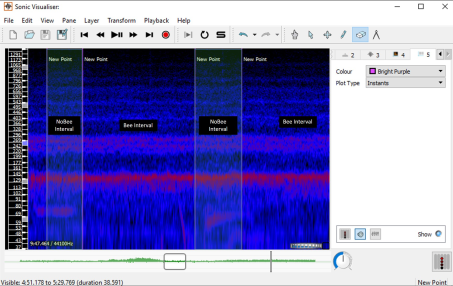 Sonic Visualiser:
File Edit View Pane Layer Transform Playback Help
2 3 4 5
New Point New Point New Point New Point
Colour Bright Purple
Plot Type Instants
NoBee
Interval
Bee Interval
NoBee
Interval
Bee Interval
9:47.464 / 44100Hz
Show
Visible: 4:51.178 to 5:29.769 (duration 38.591) New Point